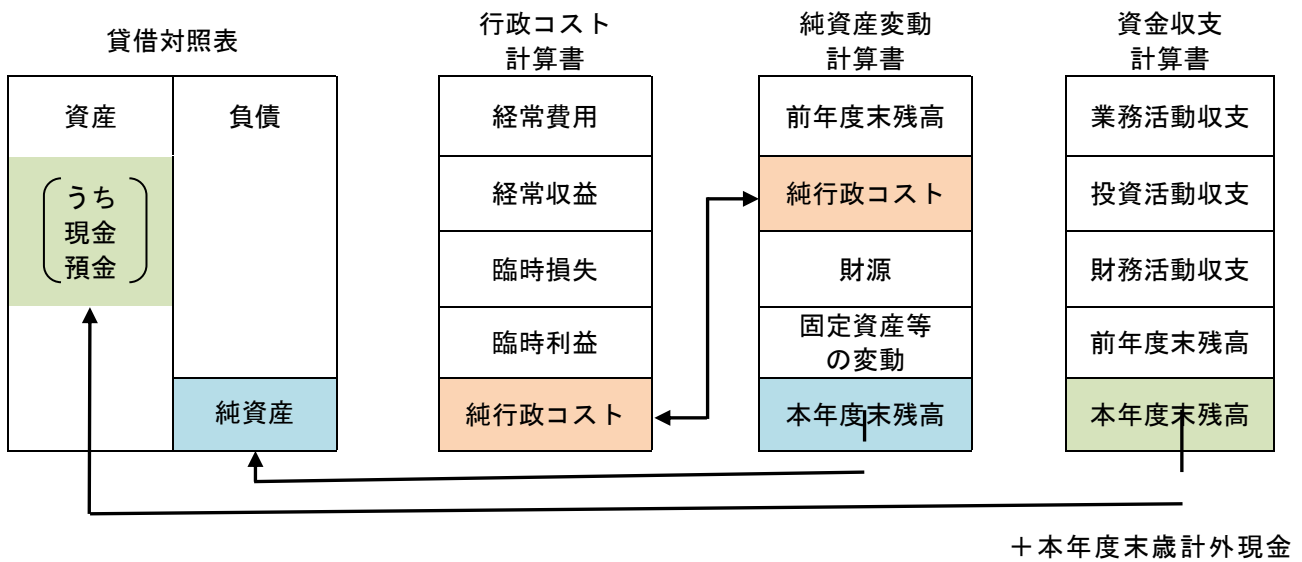 貸借対照表
資産
負債
うち
現金
預金
純資産
行政コスト
計算書
経常費用
経常収益
臨時損失
臨時利益
純行政コスト
純資産変動
計算書
前年度末残高
純行政コスト
財源
固定資産等
の変動
本年度末残高
資金収支
計算書
業務活動収支
投資活動収支
財務活動収支
前年度末残高
本年度末残高
＋本年度末歳計外現金